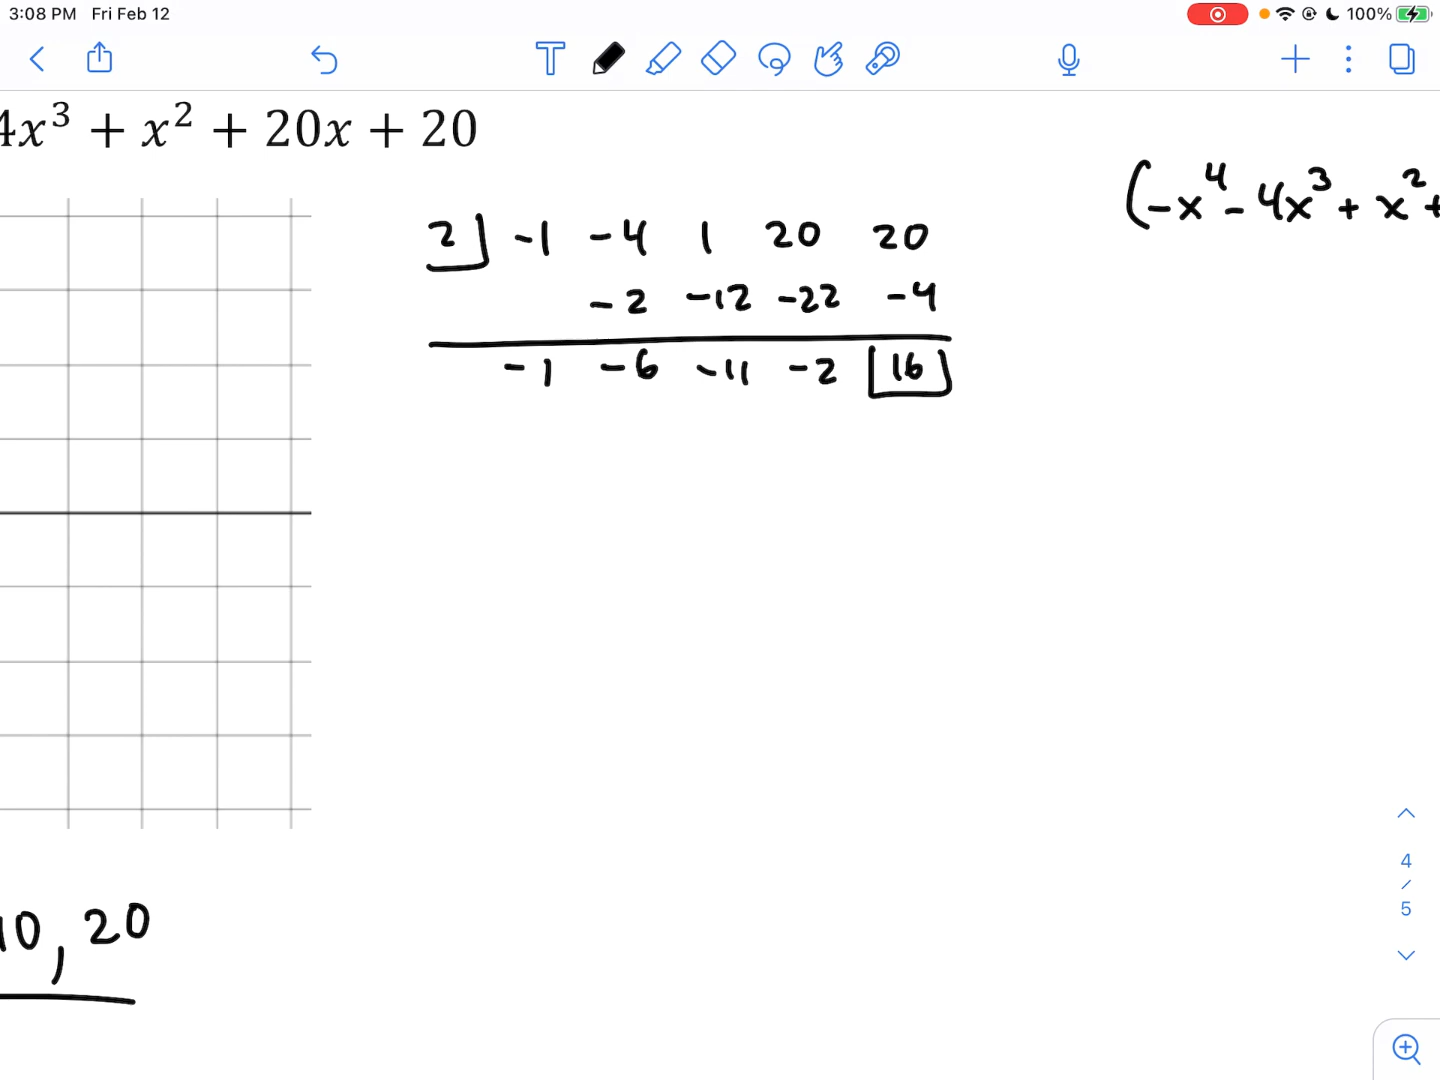 3:08 PM Fri Feb 12 100%
4x³ + x² + 20x + 20
(-x⁴ - 4x³ + x² +
2 -1 -4 1 20 20
-2 -12 -22 -4
-1 -6 -11 -2 16
10, 20
4
/
5